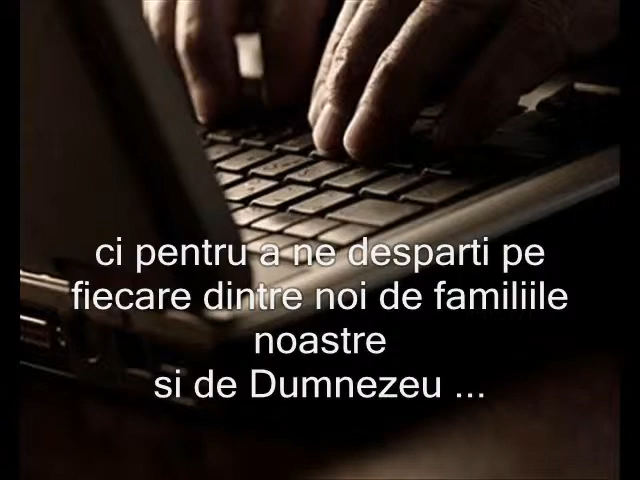 ci pentru a ne desparti pe
fiecare dintre noi de familiile
noastre
si de Dumnezeu ...